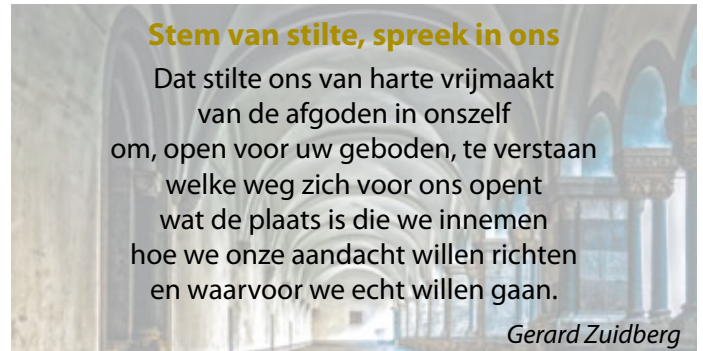 Stem van stilte, spreek in ons
Dat stilte ons van harte vrijmaakt
van de afgoden in onszelf
om, open voor uw geboden, te verstaan
welke weg zich voor ons opent
wat de plaats is die we innemen
hoe we onze aandacht willen richten
en waarvoor we echt willen gaan.
Gerard Zuidberg